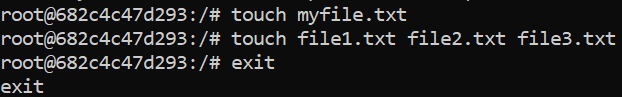 root@682c4c47d293:/# touch myfile.txt
root@682c4c47d293:/# touch file1.txt file2.txt file3.txt
root@682c4c47d293:/# exit
exit